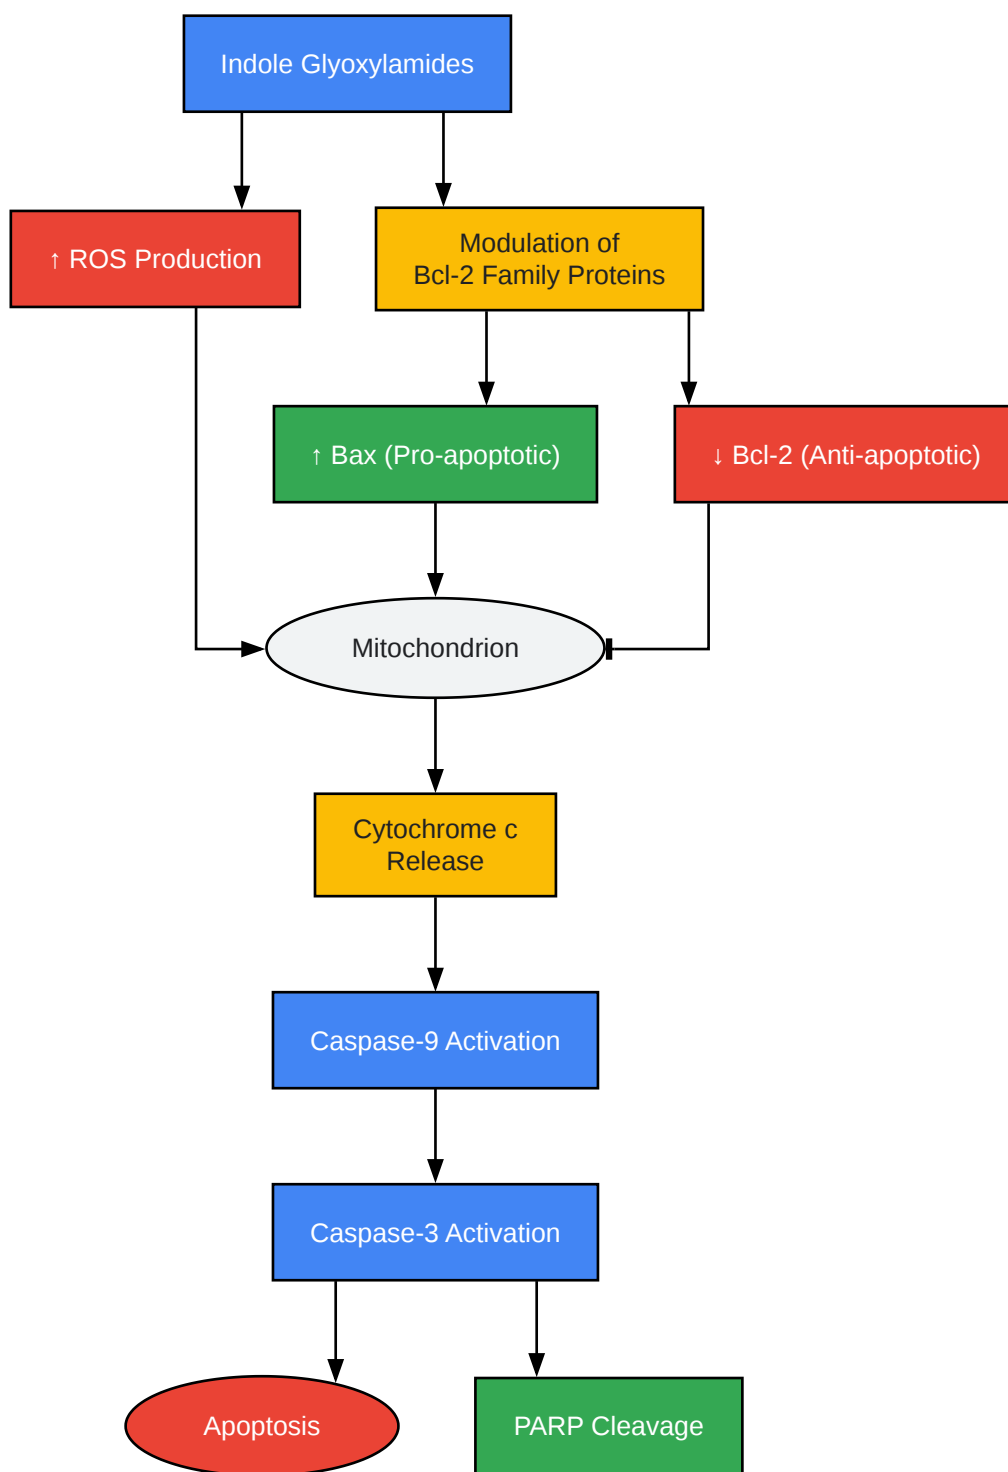 Indole Glyoxylamides
↑ ROS Production
Modulation of
Bcl-2 Family Proteins
↑ Bax (Pro-apoptotic)
↓ Bcl-2 (Anti-apoptotic)
Mitochondrion
Cytochrome c
Release
Caspase-9 Activation
Caspase-3 Activation
Apoptosis
PARP Cleavage